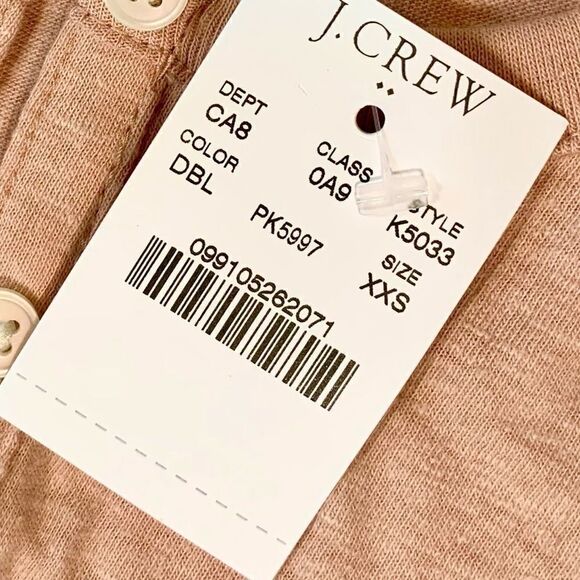 J.CREW
DEPT CLASS STYLE
CA8 0A9 K5033
COLOR SIZE
DBL PK5997 XXS
099105262071